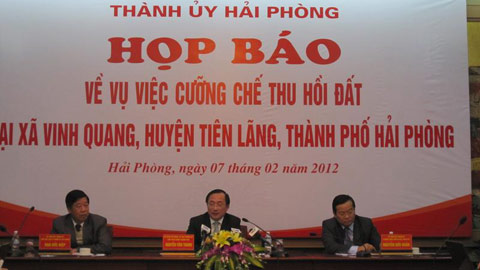 THÀNH ỦY HẢI PHÒNG
HỌP BÁO
VỀ VỤ VIỆC CƯỠNG CHẾ THU HỒI ĐẤT
ẠI XÃ VINH QUANG, HUYỆN TIÊN LÃNG, THÀNH PHỐ HẢI PHÒNG
Hải Phòng, ngày 07 tháng 02 năm 2012